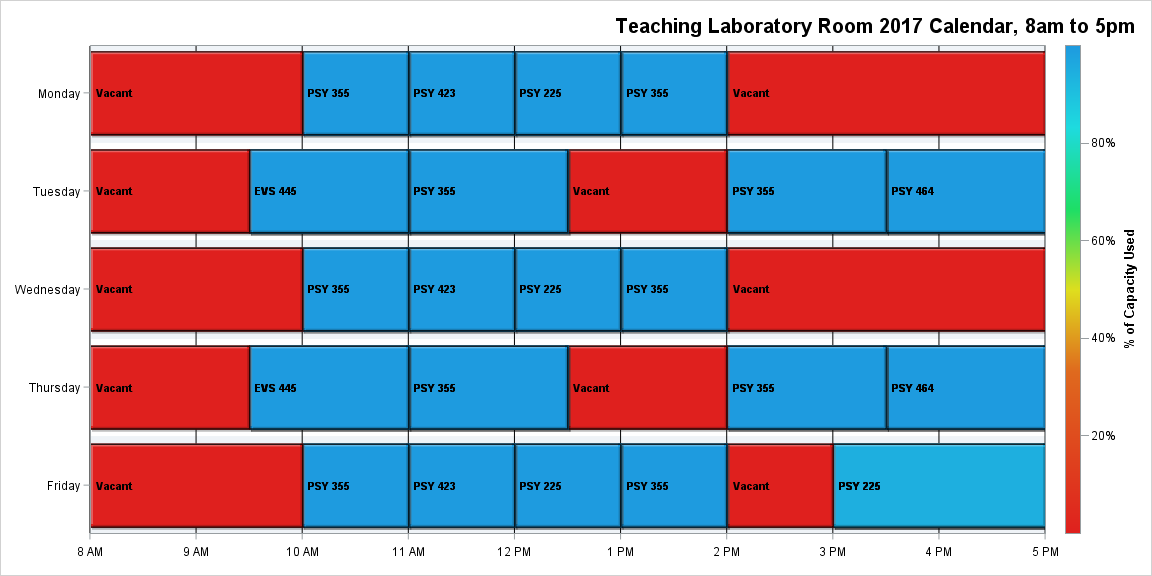 Teaching Laboratory Room 2017 Calendar, 8am to 5pm
Monday
Vacant
PSY 355
PSY 423
PSY 225
PSY 355
Vacant
Tuesday
Vacant
EVS 445
PSY 355
Vacant
PSY 355
PSY 464
Wednesday
Vacant
PSY 355
PSY 423
PSY 225
PSY 355
Vacant
Thursday
Vacant
EVS 445
PSY 355
Vacant
PSY 355
PSY 464
Friday
Vacant
PSY 355
PSY 423
PSY 225
PSY 355
Vacant
PSY 225
8 AM
9 AM
10 AM
11 AM
12 PM
1 PM
2 PM
3 PM
4 PM
5 PM
80%
60%
40%
20%
% of Capacity Used